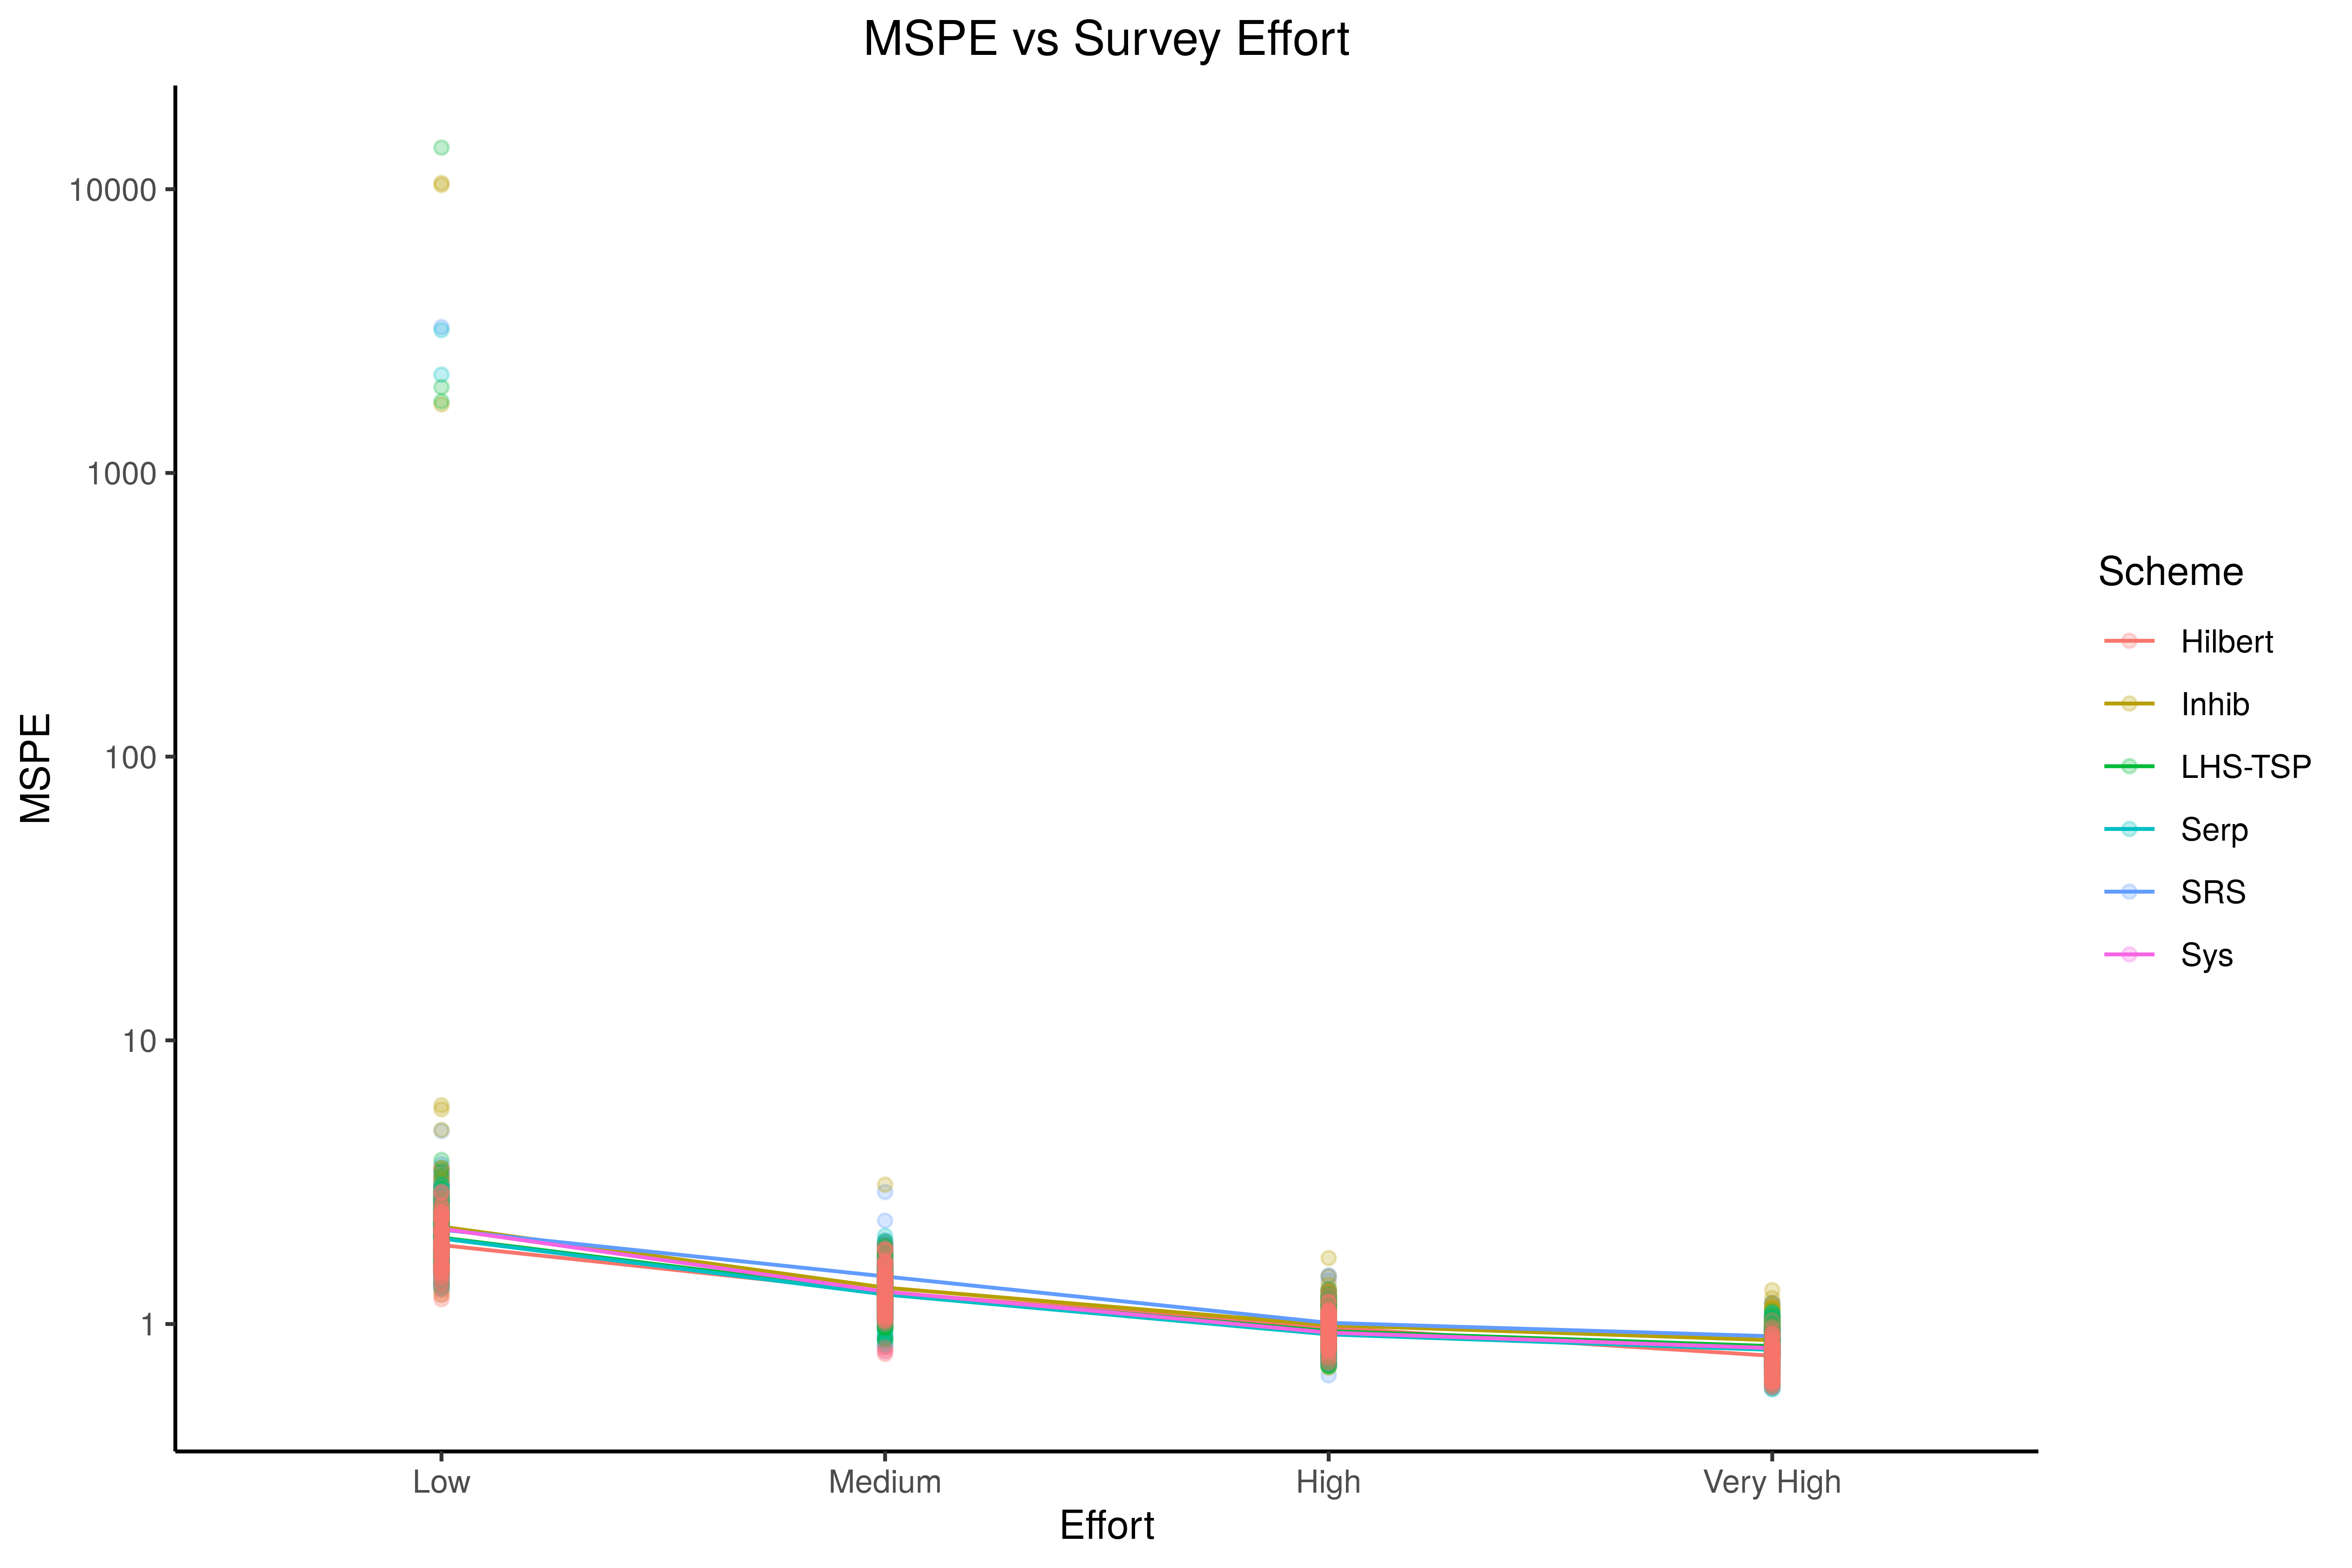 MSPE vs Survey Effort
MSPE
10000
1000
100
10
1
Low
Medium
High
Very High
Effort
Scheme
Hilbert
Inhib
LHS-TSP
Serp
SRS
Sys